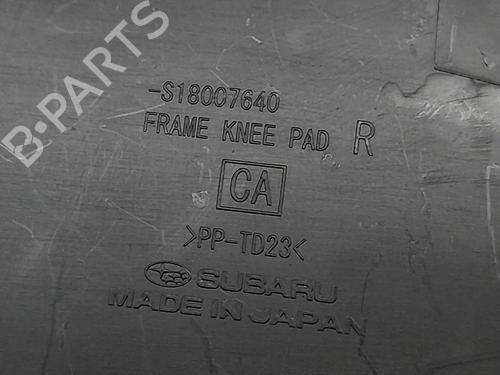 B-PARTS
-S18007640
FRAME KNEE PAD R
CA
>PP-TD23<
SUBARU
MADE IN JAPAN